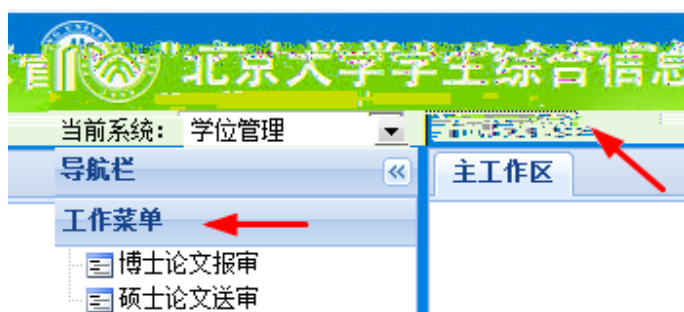 北京大学学生综合信息
当前系统： 学位管理
导航栏
主工作区
工作菜单
博士论文报审
硕士论文送审